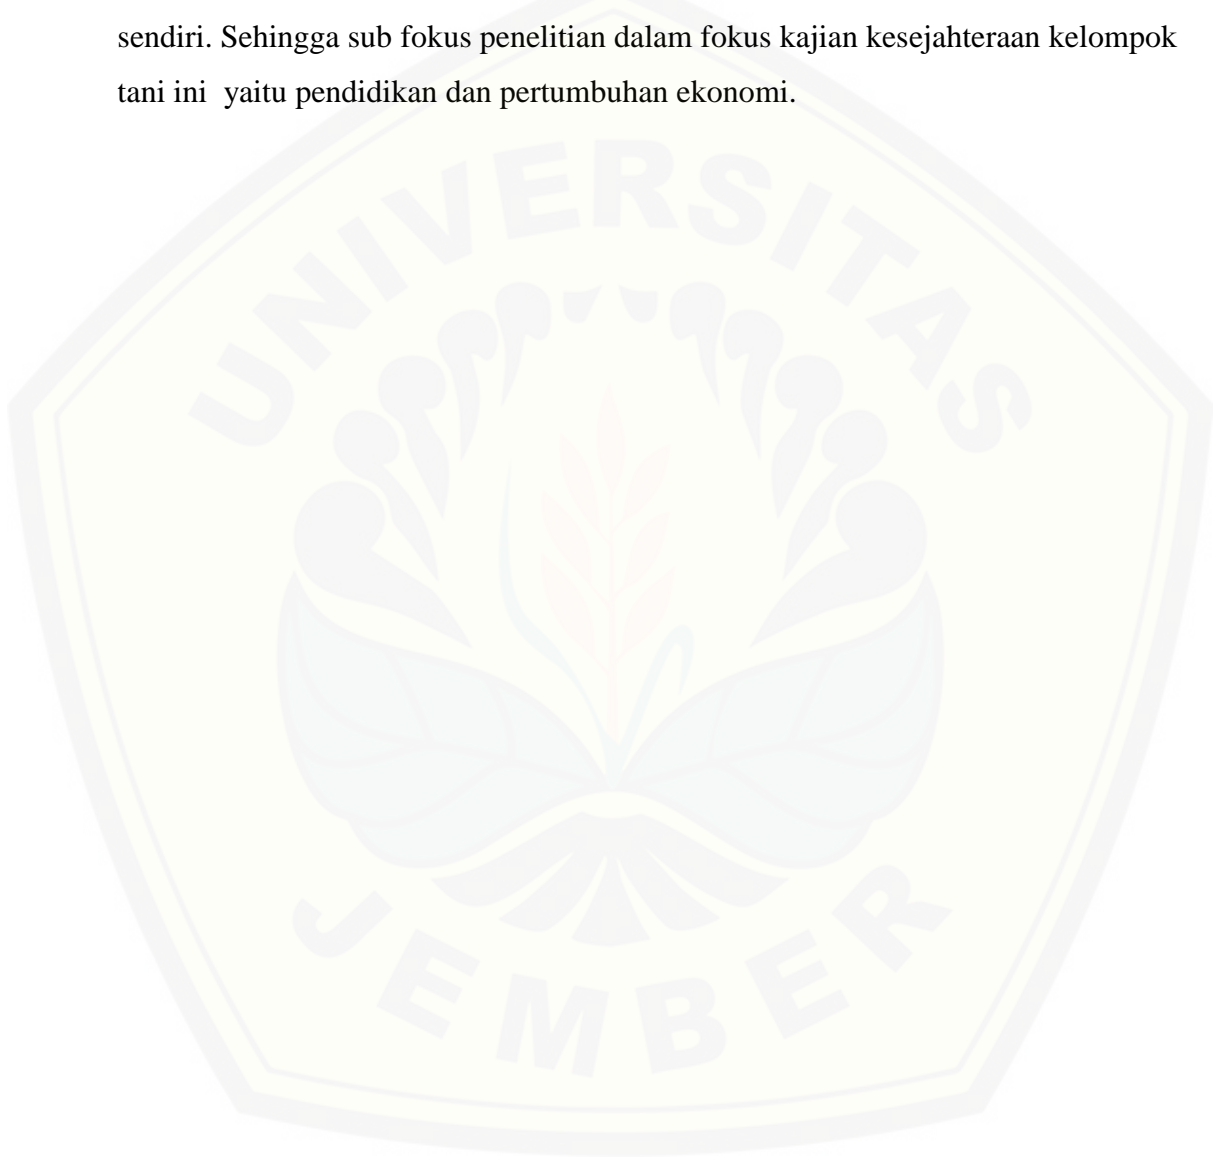 sendiri. Sehingga sub fokus penelitian dalam fokus kajian kesejahteraan kelompok
tani ini  yaitu pendidikan dan pertumbuhan ekonomi.
UNIVERSITAS
JEMBER